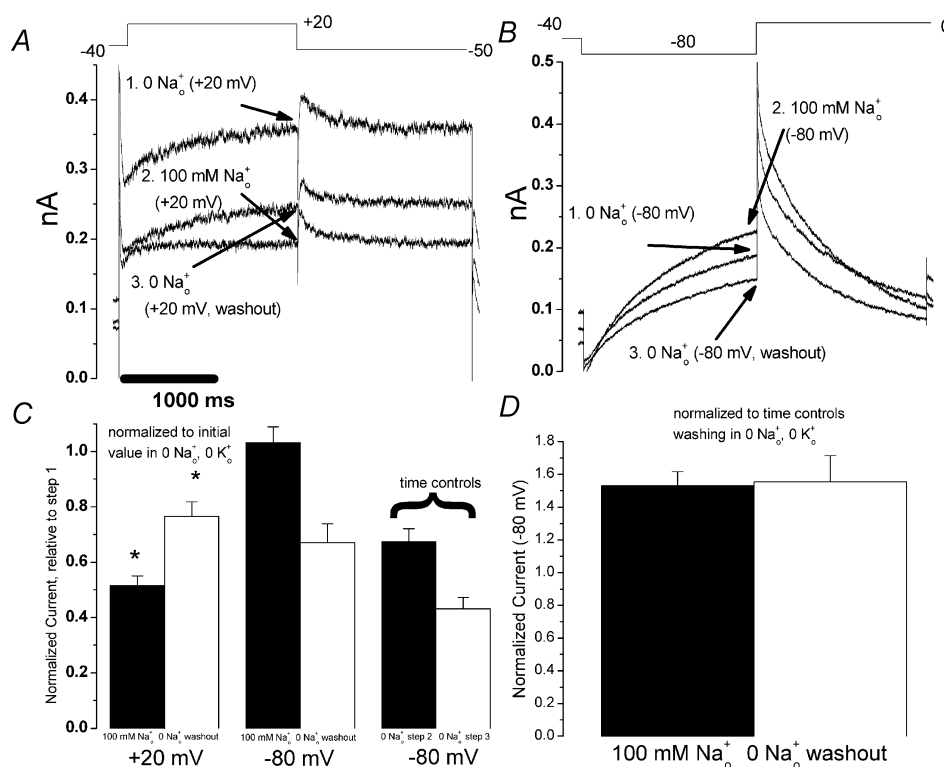 A
-40
+20
-50
0.4
0.3
0.2
0.1
0.0
nA
1. 0 Na⁺ₒ (+20 mV)
2. 100 mM Na⁺ₒ
(+20 mV)
3. 0 Na⁺ₒ
(+20 mV, washout)
1000 ms
B
-40
-80
0.5
0.4
0.3
0.2
0.1
0.0
nA
2. 100 mM Na⁺ₒ
(-80 mV)
1. 0 Na⁺ₒ (-80 mV)
3. 0 Na⁺ₒ (-80 mV, washout)
C
Normalized Current, relative to step 1
1.0
0.8
0.6
0.4
0.2
0.0
normalized to initial
value in 0 Na⁺ₒ, 0 K⁺ₒ
*
*
time controls
100 mM Na⁺ₒ 0 Na⁺ₒ washout
100 mM Na⁺ₒ 0 Na⁺ₒ washout
0 Na⁺ₒ step 2 0 Na⁺ₒ step 3
+20 mV -80 mV -80 mV
D
normalized to time controls
washing in 0 Na⁺ₒ, 0 K⁺ₒ
Normalized Current (-80 mV)
1.8
1.6
1.4
1.2
1.0
0.8
0.6
0.4
0.2
0.0
100 mM Na⁺ₒ 0 Na⁺ₒ washout